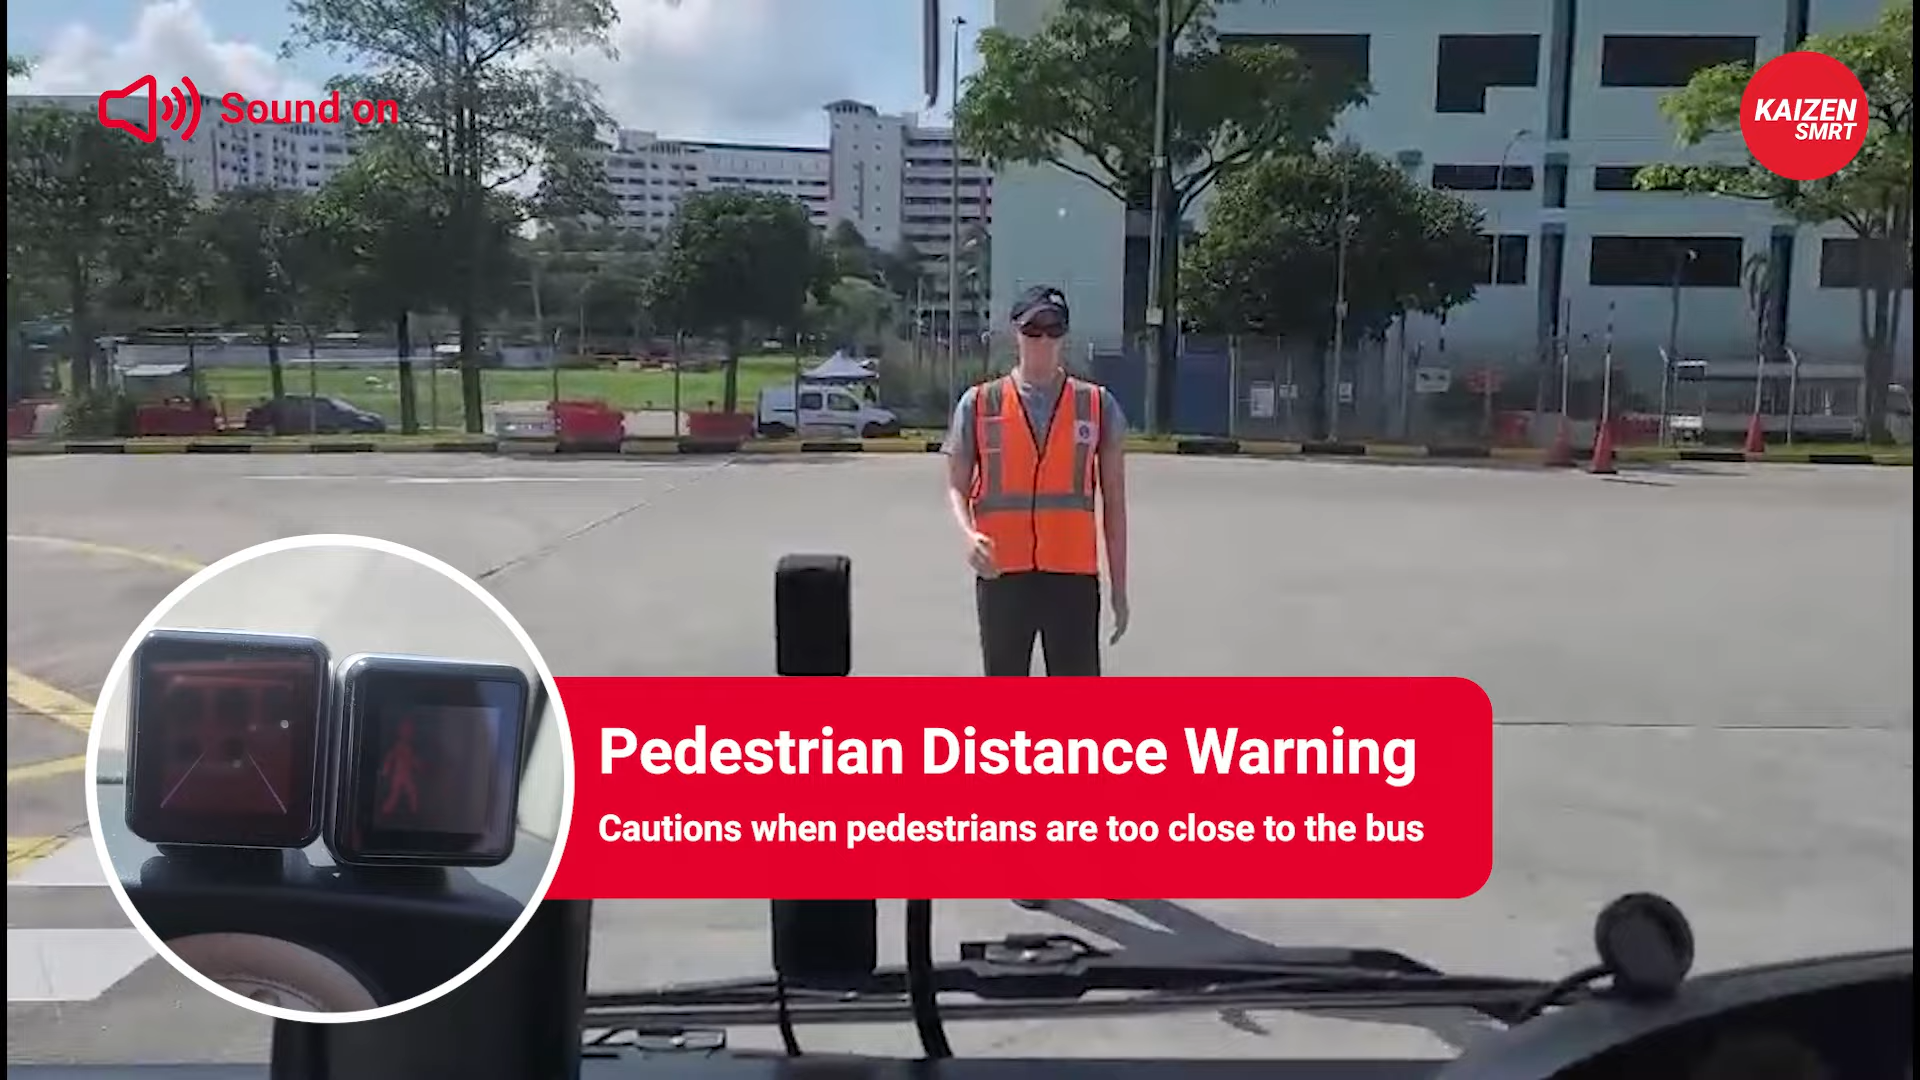 Sound on
KAIZEN
SMRT
Pedestrian Distance Warning
Cautions when pedestrians are too close to the bus